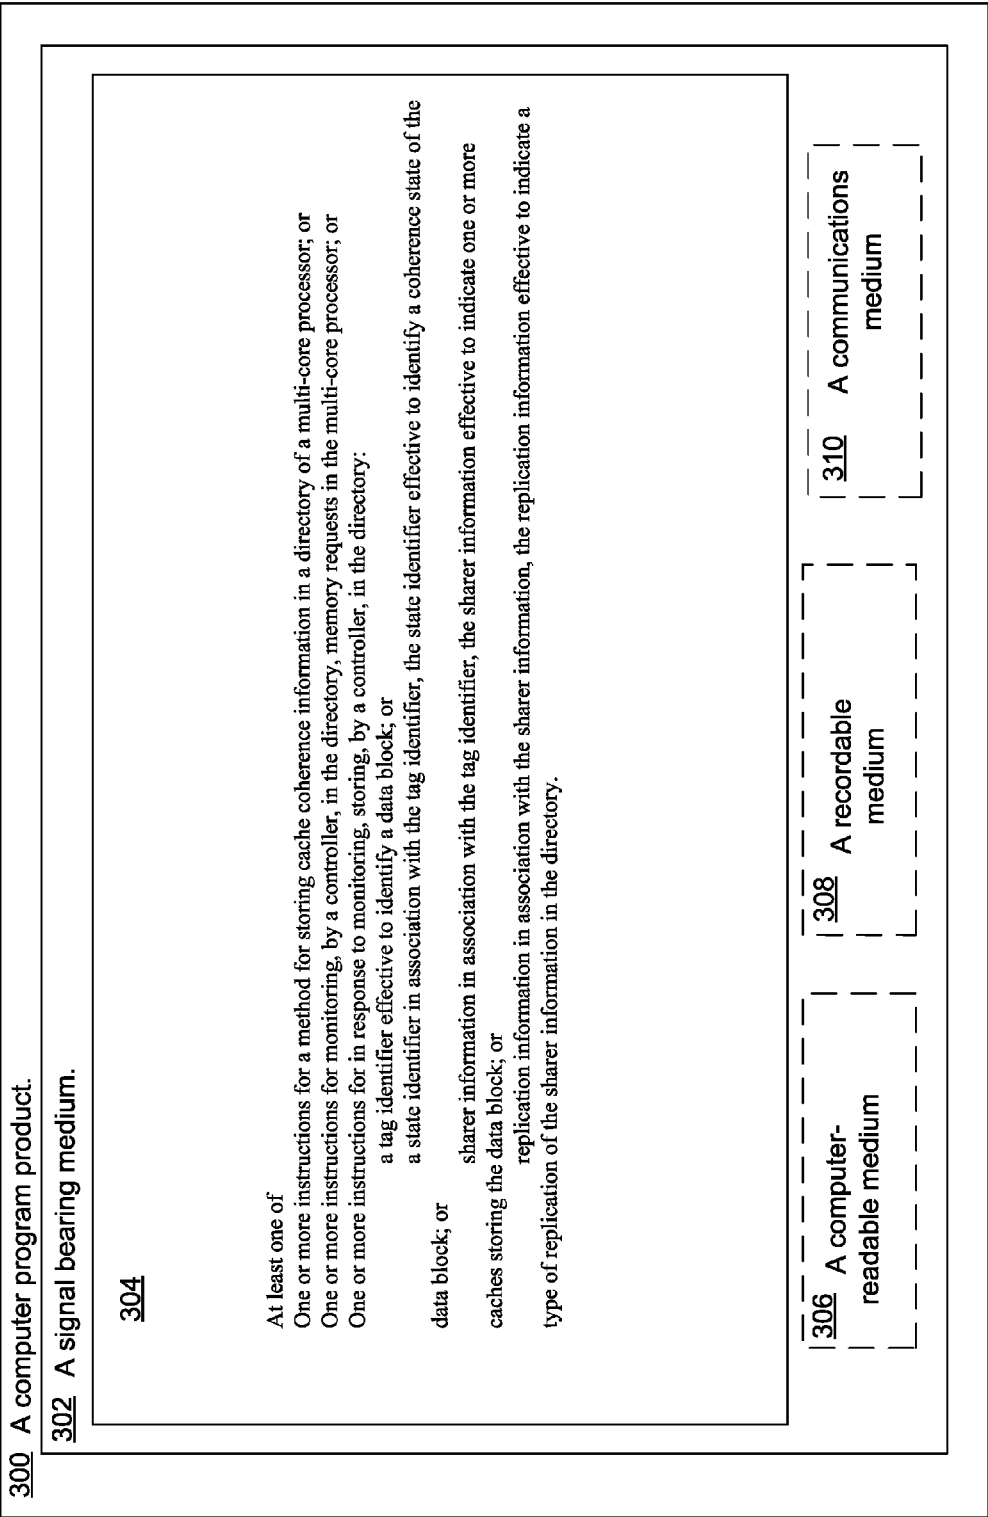 300 A computer program product.
302 A signal bearing medium.
304
At least one of
One or more instructions for a method for storing cache coherence information in a directory of a multi-core processor; or
One or more instructions for monitoring, by a controller, in the directory, memory requests in the multi-core processor; or
One or more instructions for in response to monitoring, storing, by a controller, in the directory:
a tag identifier effective to identify a data block; or
a state identifier in association with the tag identifier, the state identifier effective to identify a coherence state of the
data block; or
sharer information in association with the tag identifier, the sharer information effective to indicate one or more
caches storing the data block; or
replication information in association with the sharer information, the replication information effective to indicate a
type of replication of the sharer information in the directory.
306 A computer-
readable medium
308 A recordable
medium
310 A communications
medium